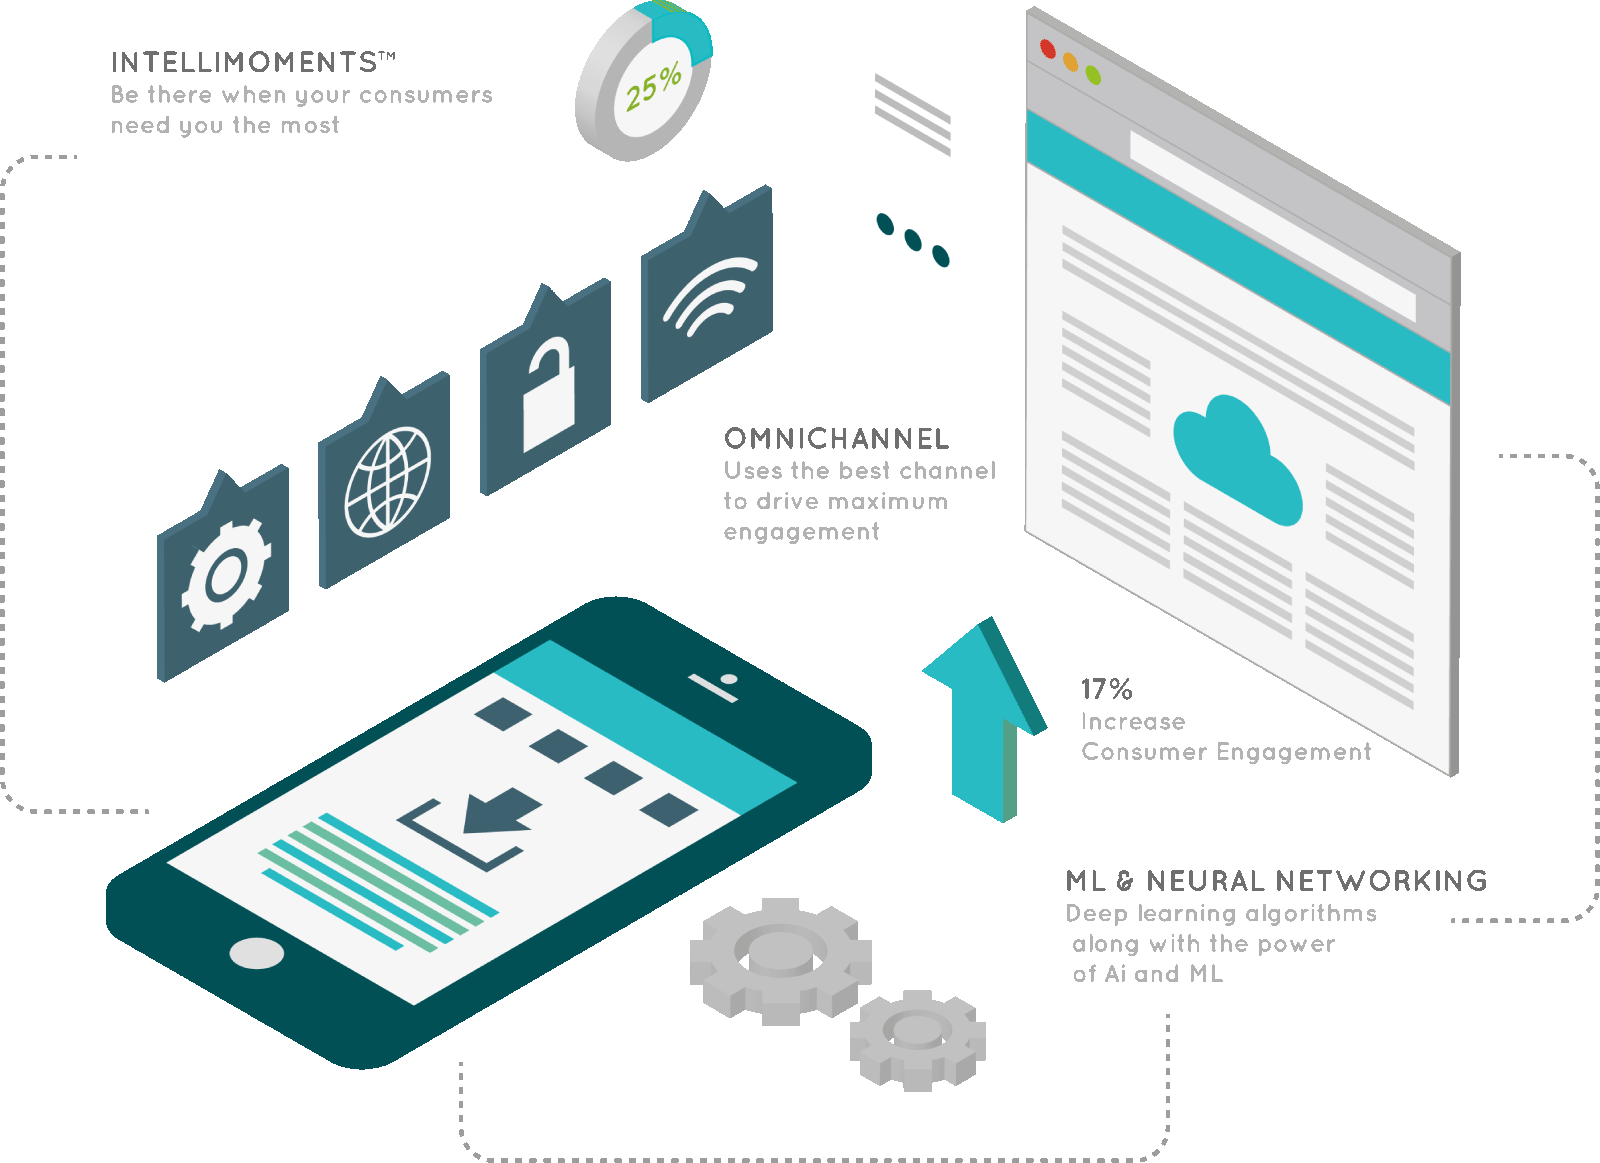 INTELLIMOMENTS™
Be there when your consumers
need you the most
25%
OMNICHANNEL
Uses the best channel
to drive maximum
engagement
17%
Increase
Consumer Engagement
ML & NEURAL NETWORKING
Deep learning algorithms
along with the power
of Ai and ML